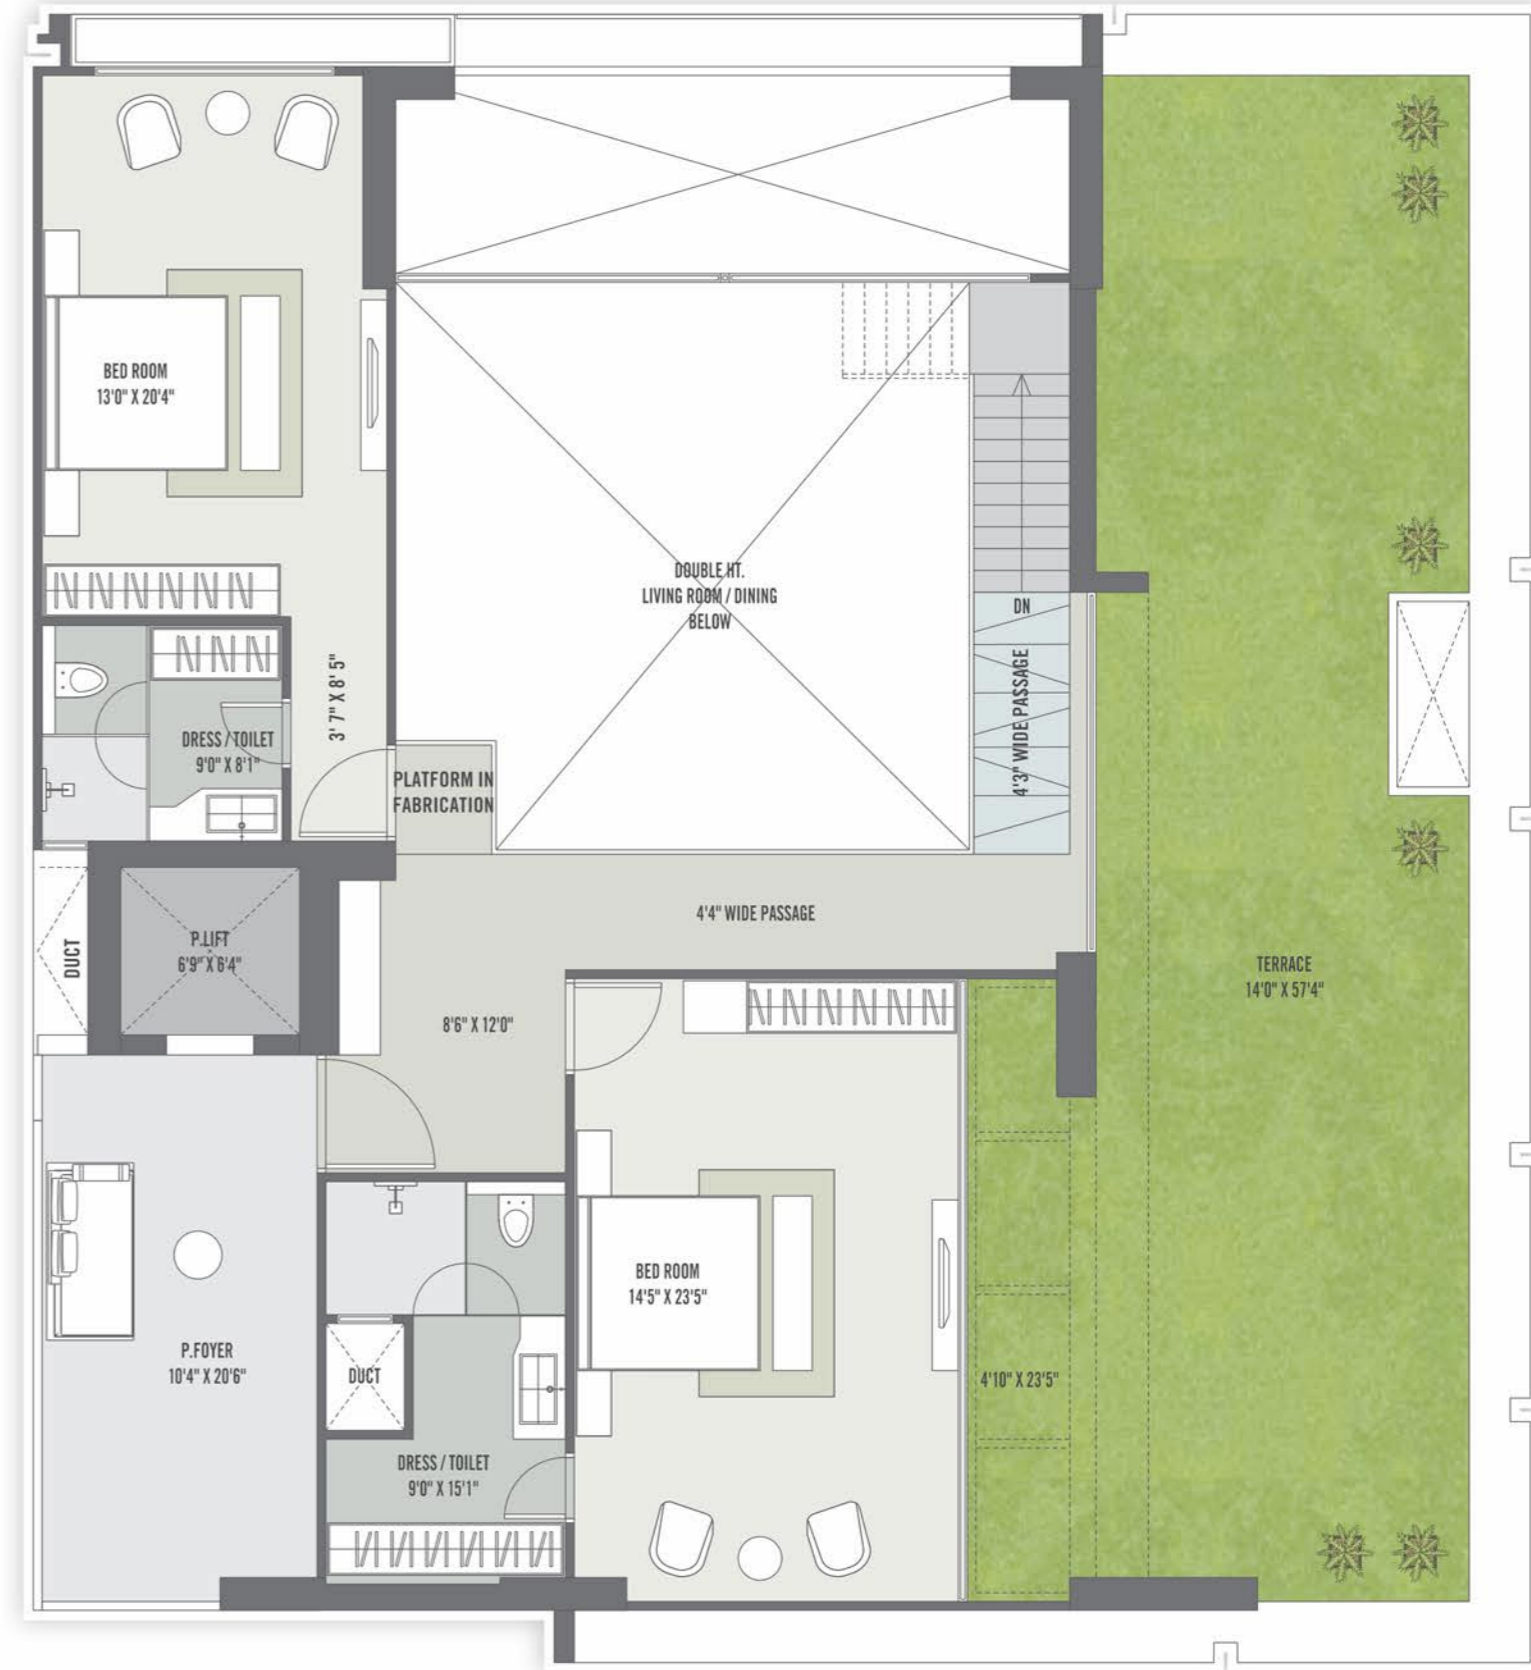 BED ROOM
13'0" X 20'4"
DOUBLE HT.
LIVING ROOM / DINING
BELOW
DN
4'3" WIDE PASSAGE
3' 7" X 8' 5"
DRESS / TOILET
9'0" X 8'1"
PLATFORM IN
FABRICATION
4'4" WIDE PASSAGE
DUCT
P.LIFT
6'9" X 6'4"
TERRACE
14'0" X 57'4"
8'6" X 12'0"
BED ROOM
14'5" X 23'5"
P.FOYER
10'4" X 20'6"
DUCT
4'10" X 23'5"
DRESS / TOILET
9'0" X 15'1"